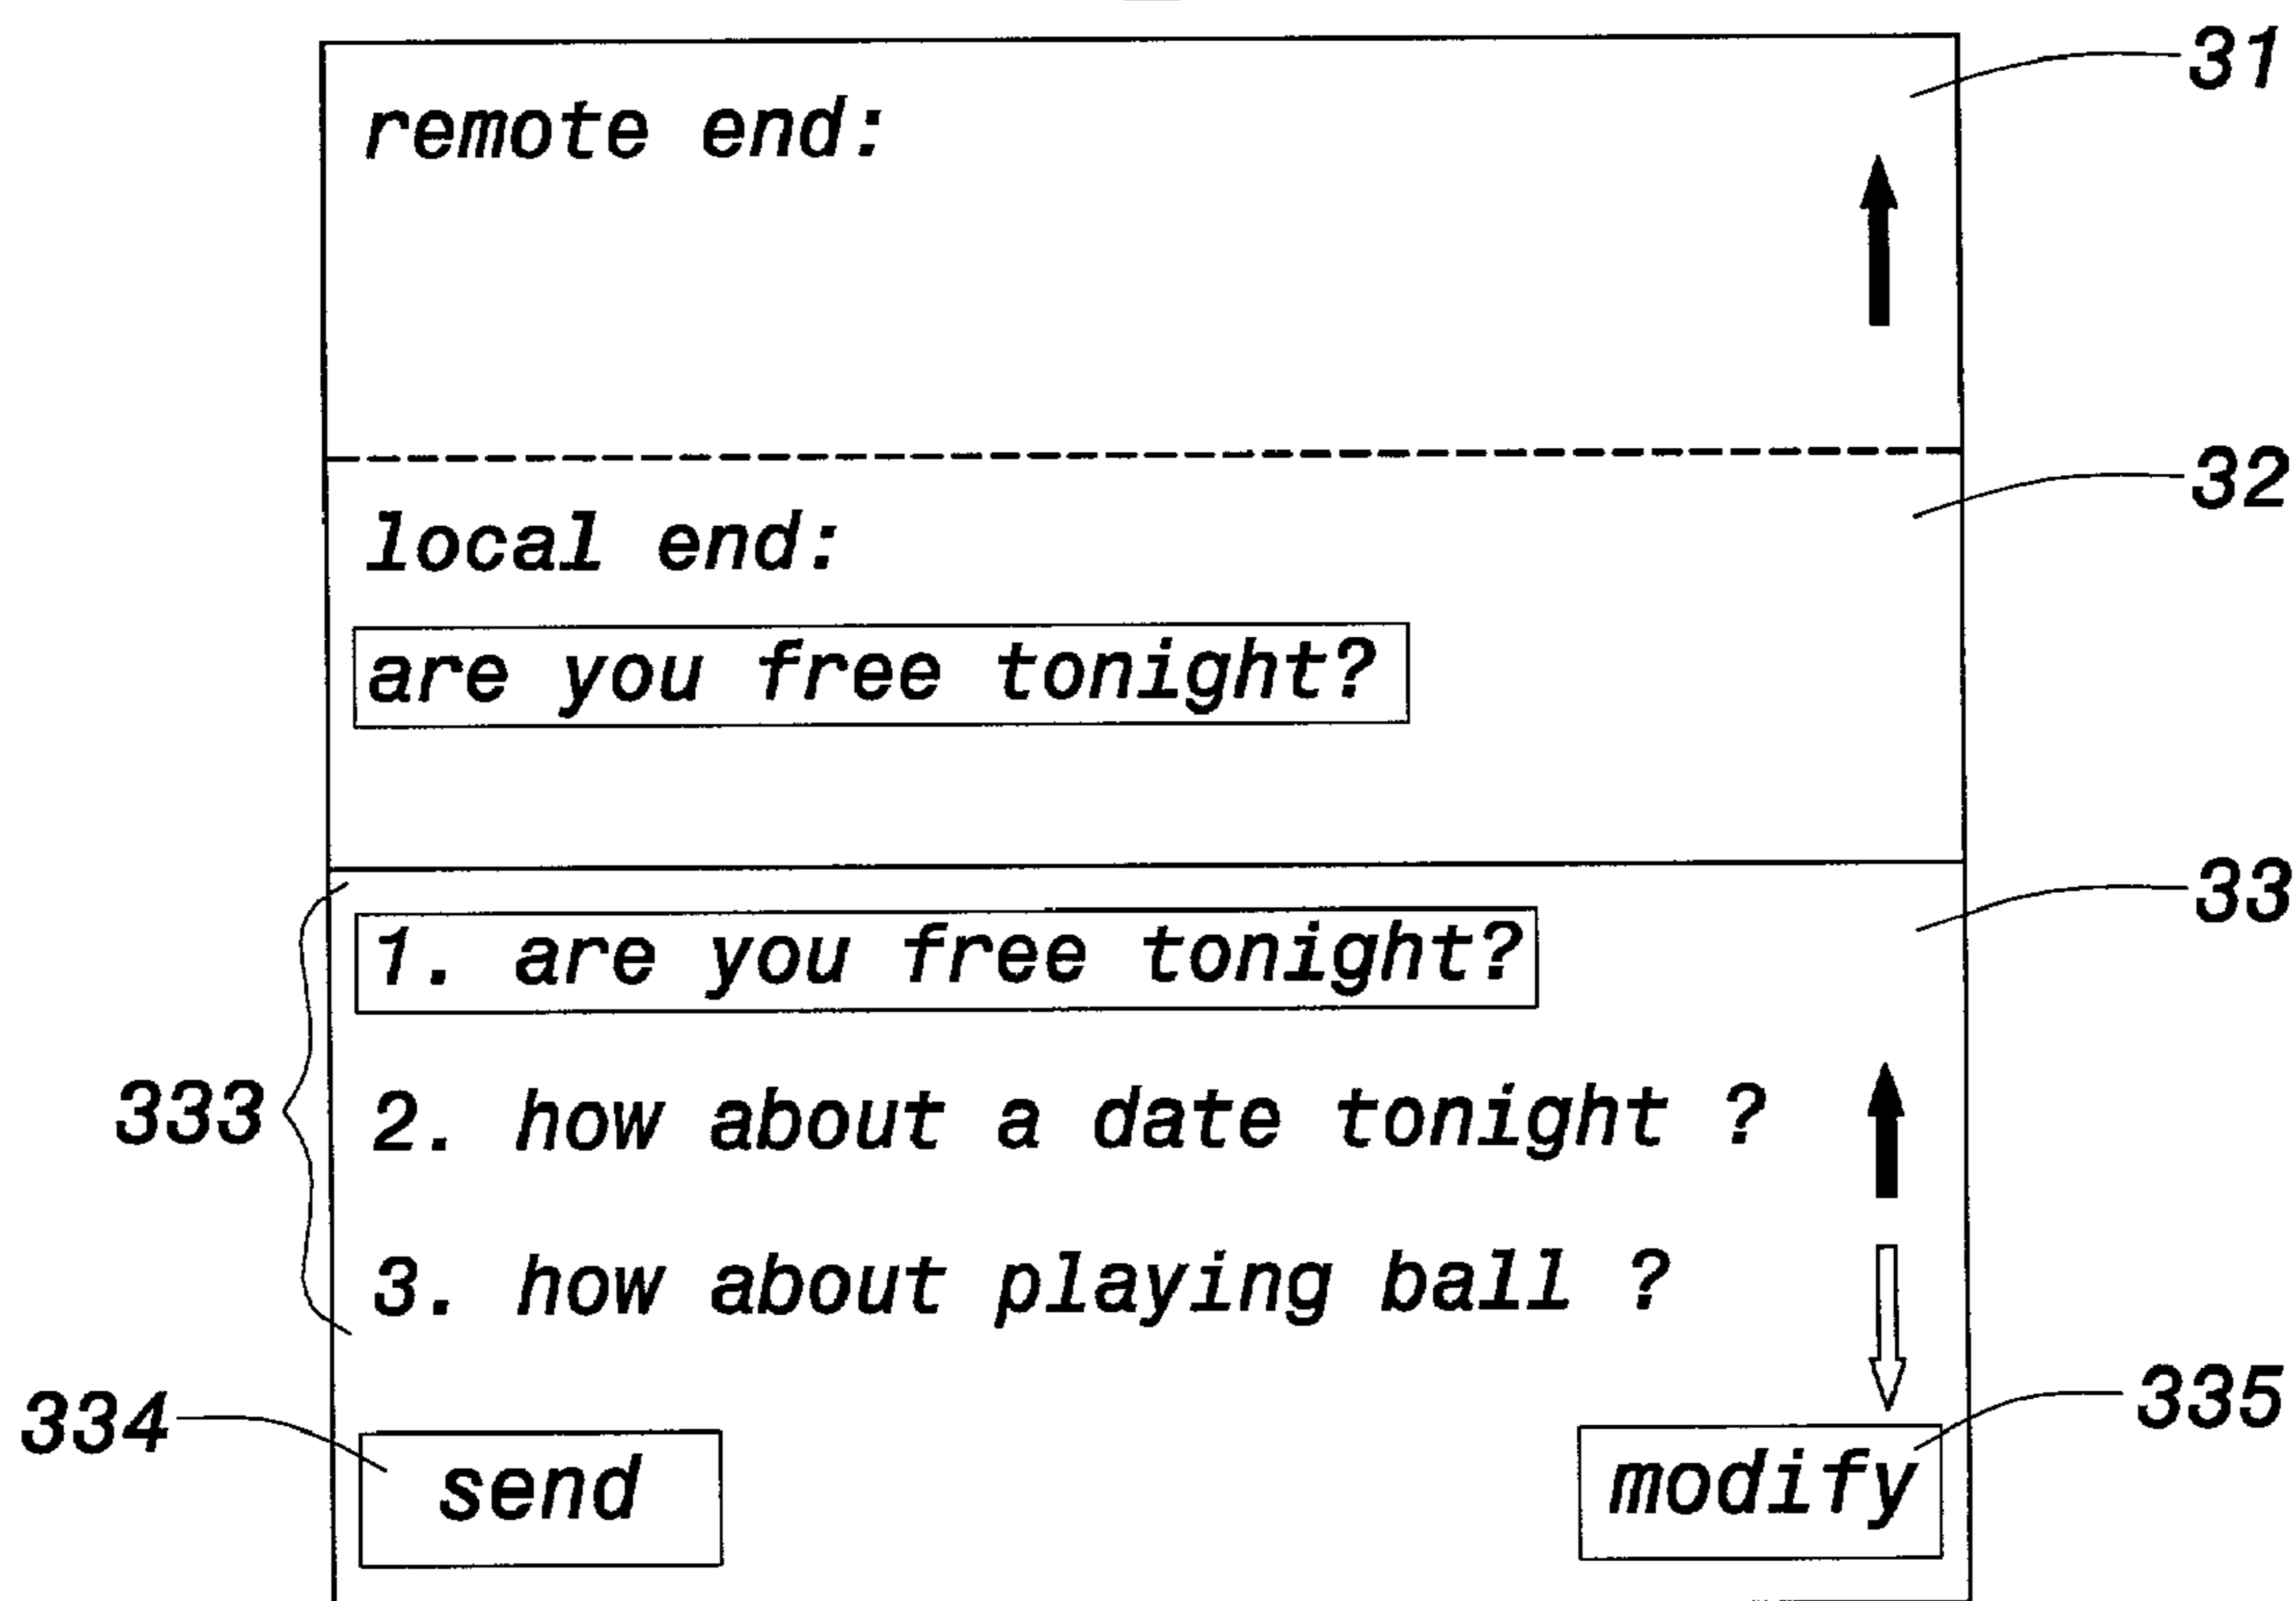 31
remote end:
32
local end:
are you free tonight?
33
1. are you free tonight?
333
2. how about a date tonight ?
3. how about playing ball ?
334
335
send
modify